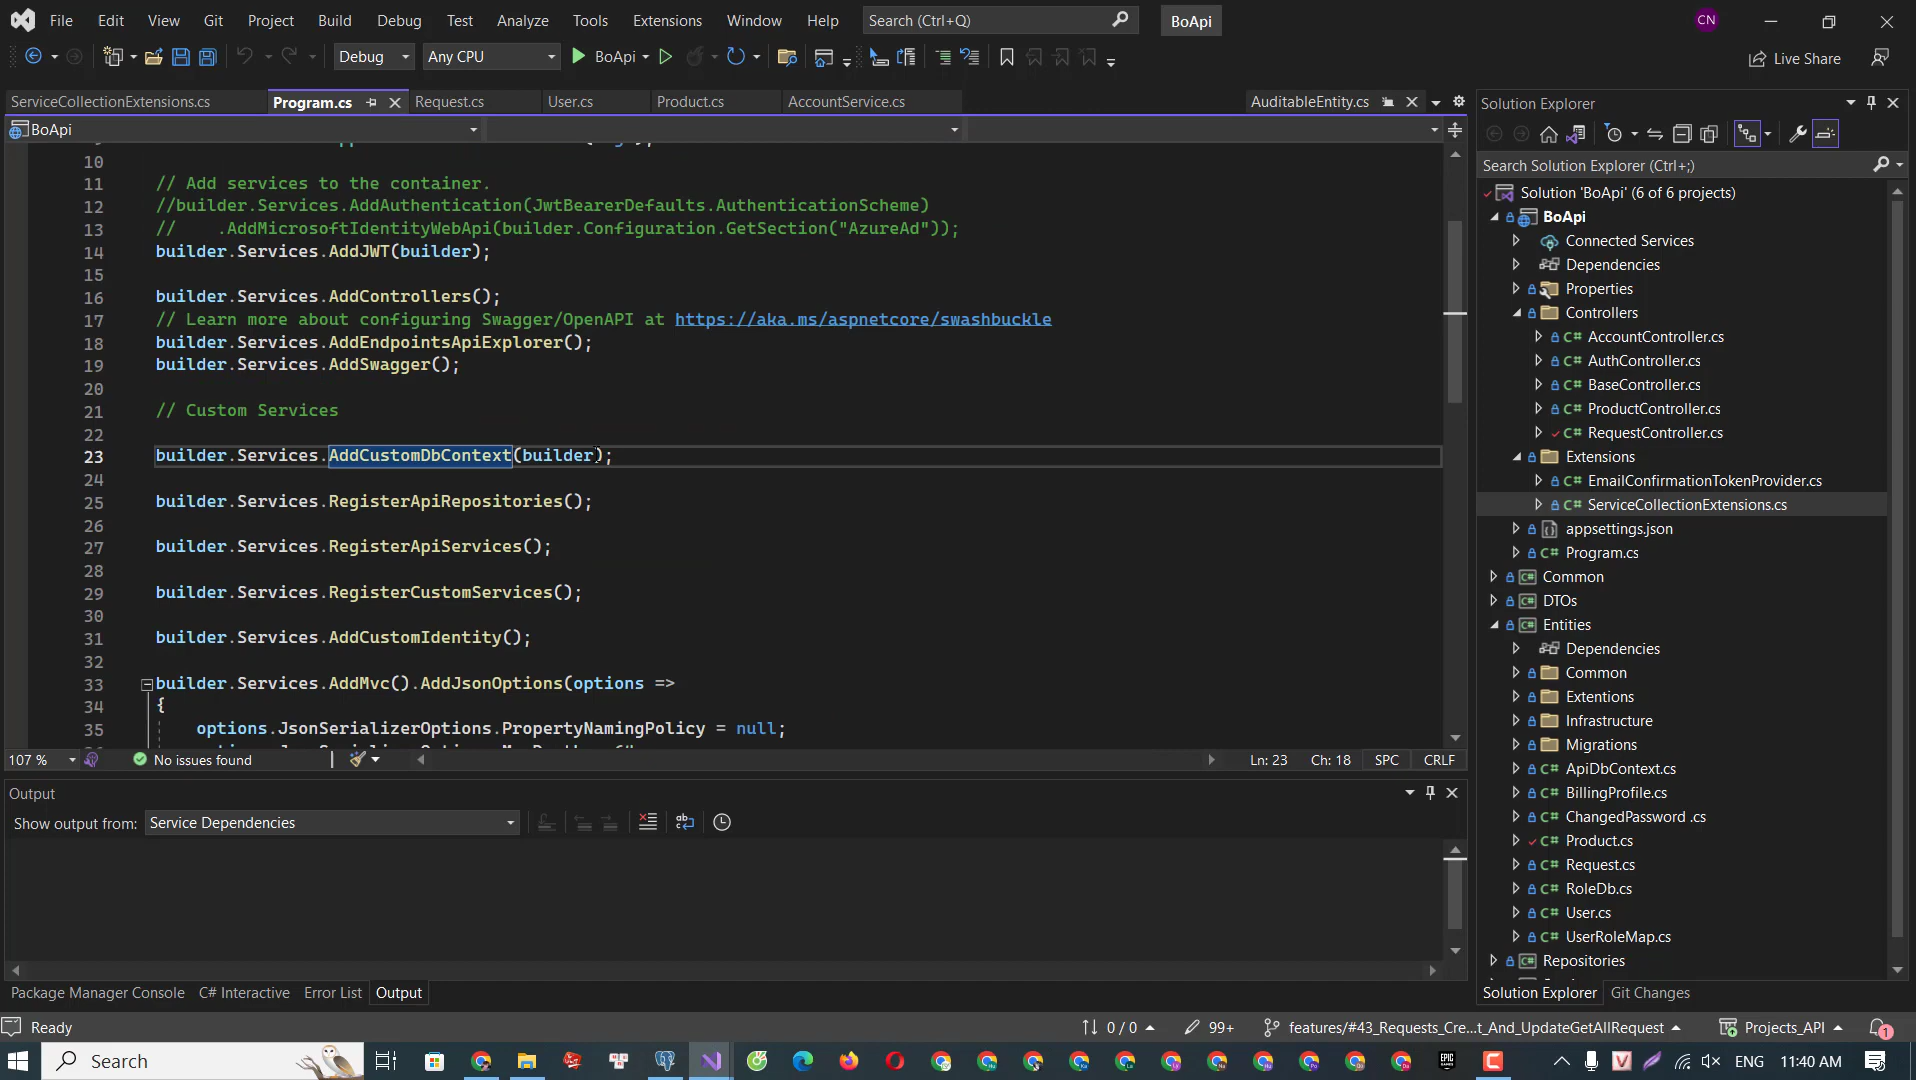 File Edit View Git Project Build Debug Test Analyze Tools Extensions Window Help Search (Ctrl+Q) BoApi CN
Debug Any CPU BoApi Live Share
ServiceCollectionExtensions.cs Program.cs Request.cs User.cs Product.cs AccountService.cs AuditableEntity.cs
BoApi
10
11 // Add services to the container.
12 //builder.Services.AddAuthentication(JwtBearerDefaults.AuthenticationScheme)
13 // .AddMicrosoftIdentityWebApi(builder.Configuration.GetSection("AzureAd"));
14 builder.Services.AddJWT(builder);
15
16 builder.Services.AddControllers();
17 // Learn more about configuring Swagger/OpenAPI at https://aka.ms/aspnetcore/swashbuckle
18 builder.Services.AddEndpointsApiExplorer();
19 builder.Services.AddSwagger();
20
21 // Custom Services
22
23 builder.Services.AddCustomDbContext(builder);
24
25 builder.Services.RegisterApiRepositories();
26
27 builder.Services.RegisterApiServices();
28
29 builder.Services.RegisterCustomServices();
30
31 builder.Services.AddCustomIdentity();
32
33 builder.Services.AddMvc().AddJsonOptions(options =>
34 {
35 options.JsonSerializerOptions.PropertyNamingPolicy = null;
107 % No issues found Ln: 23 Ch: 18 SPC CRLF
Output
Show output from: Service Dependencies
Package Manager Console C# Interactive Error List Output
Solution Explorer
Search Solution Explorer (Ctrl+;)
Solution 'BoApi' (6 of 6 projects)
BoApi
Connected Services
Dependencies
Properties
Controllers
C# AccountController.cs
C# AuthController.cs
C# BaseController.cs
C# ProductController.cs
C# RequestController.cs
Extensions
C# EmailConfirmationTokenProvider.cs
C# ServiceCollectionExtensions.cs
appsettings.json
C# Program.cs
C# Common
C# DTOs
C# Entities
Dependencies
Common
Extentions
Infrastructure
Migrations
C# ApiDbContext.cs
C# BillingProfile.cs
C# ChangedPassword .cs
C# Product.cs
C# Request.cs
C# RoleDb.cs
C# User.cs
C# UserRoleMap.cs
C# Repositories
Solution Explorer Git Changes
Ready 0 / 0 99+ features/#43_Requests_Cre...t_And_UpdateGetAllRequest Projects_API 1
Search ENG 11:40 AM